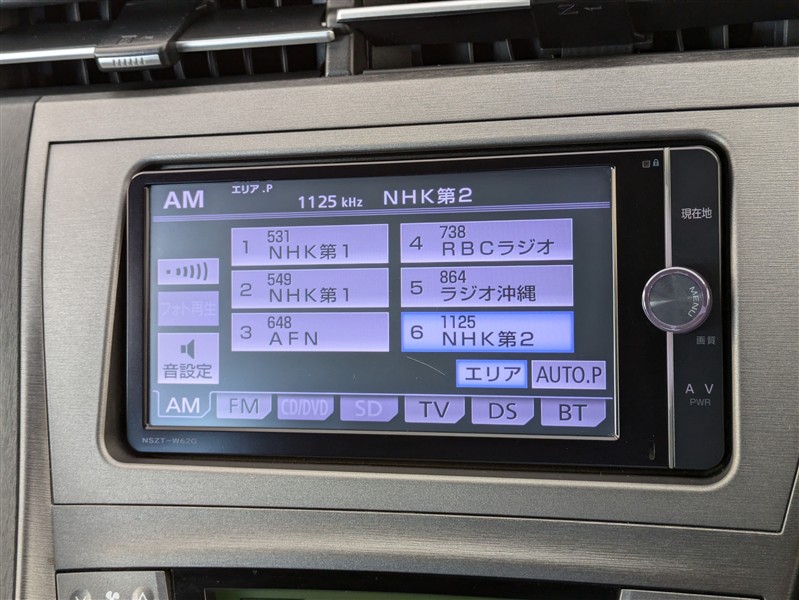 AM エリア.P 1125 kHz NHK第2
現在地
1 531 NHK第1
4 738 RBCラジオ
2 549 NHK第1
5 864 ラジオ沖縄
3 648 AFN
6 1125 NHK第2
フォト再生
音設定
エリア AUTO.P
AM FM CD/DVD SD TV DS BT
MENU
画質
AV
PWR
NSZT-W62G